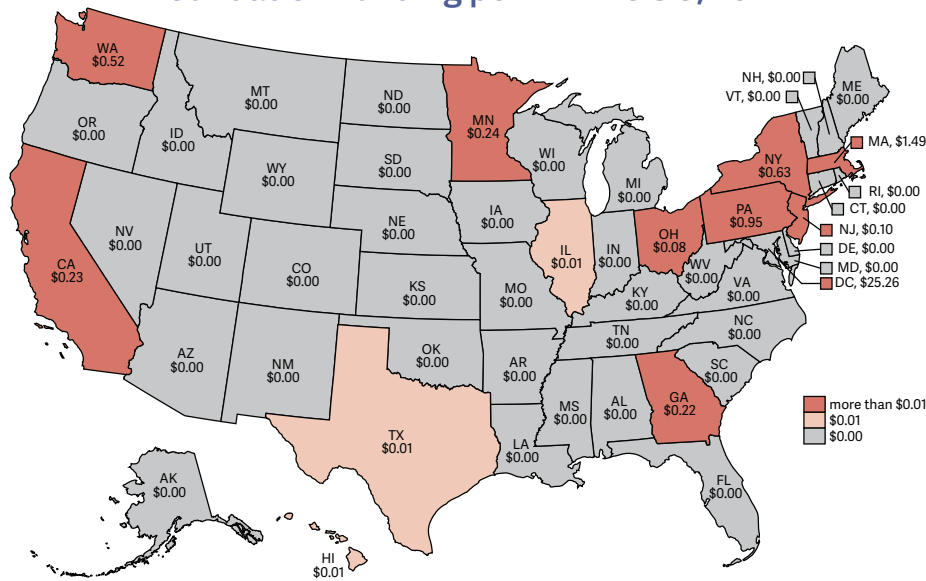 WA
$0.52
MT
$0.00
ND
$0.00
MN
$0.24
OR
$0.00
ID
$0.00
WY
$0.00
SD
$0.00
WI
$0.00
MI
$0.00
NH, $0.00
VT, $0.00
ME
$0.00
MA, $1.49
NY
$0.63
RI, $0.00
CT, $0.00
PA
$0.95
NJ, $0.10
DE, $0.00
MD, $0.00
DC, $25.26
CA
$0.23
NV
$0.00
UT
$0.00
CO
$0.00
NE
$0.00
IA
$0.00
IL
$0.01
IN
$0.00
OH
$0.08
WV
$0.00
VA
$0.00
KS
$0.00
MO
$0.00
KY
$0.00
NC
$0.00
TN
$0.00
AZ
$0.00
NM
$0.00
OK
$0.00
AR
$0.00
SC
$0.00
MS
$0.00
AL
$0.00
GA
$0.22
TX
$0.01
LA
$0.00
FL
$0.00
AK
$0.00
HI
$0.01
more than $0.01
$0.01
$0.00